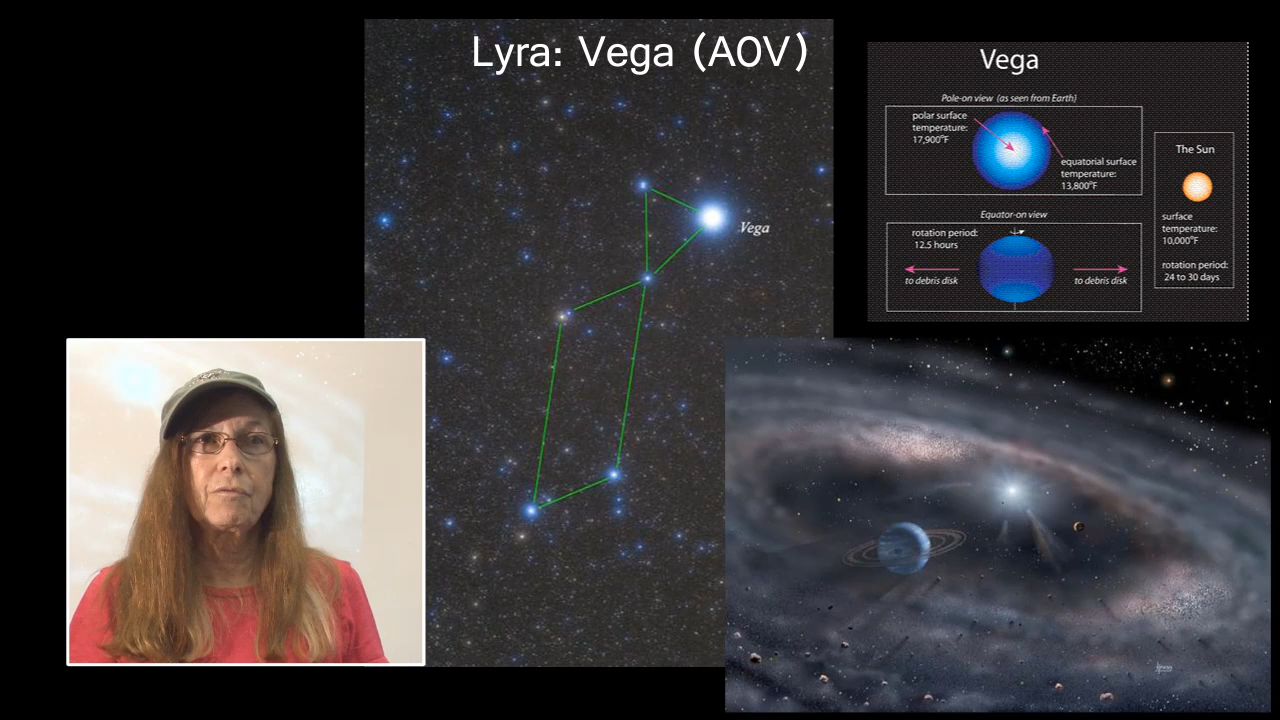 Lyra: Vega (A0V)
Vega
Vega
Pole-on view (as seen from Earth)
polar surface
temperature:
17,900°F
equatorial surface
temperature:
13,800°F
Equator-on view
rotation period:
12.5 hours
to debris disk
to debris disk
The Sun
surface
temperature:
10,000°F
rotation period:
24 to 30 days